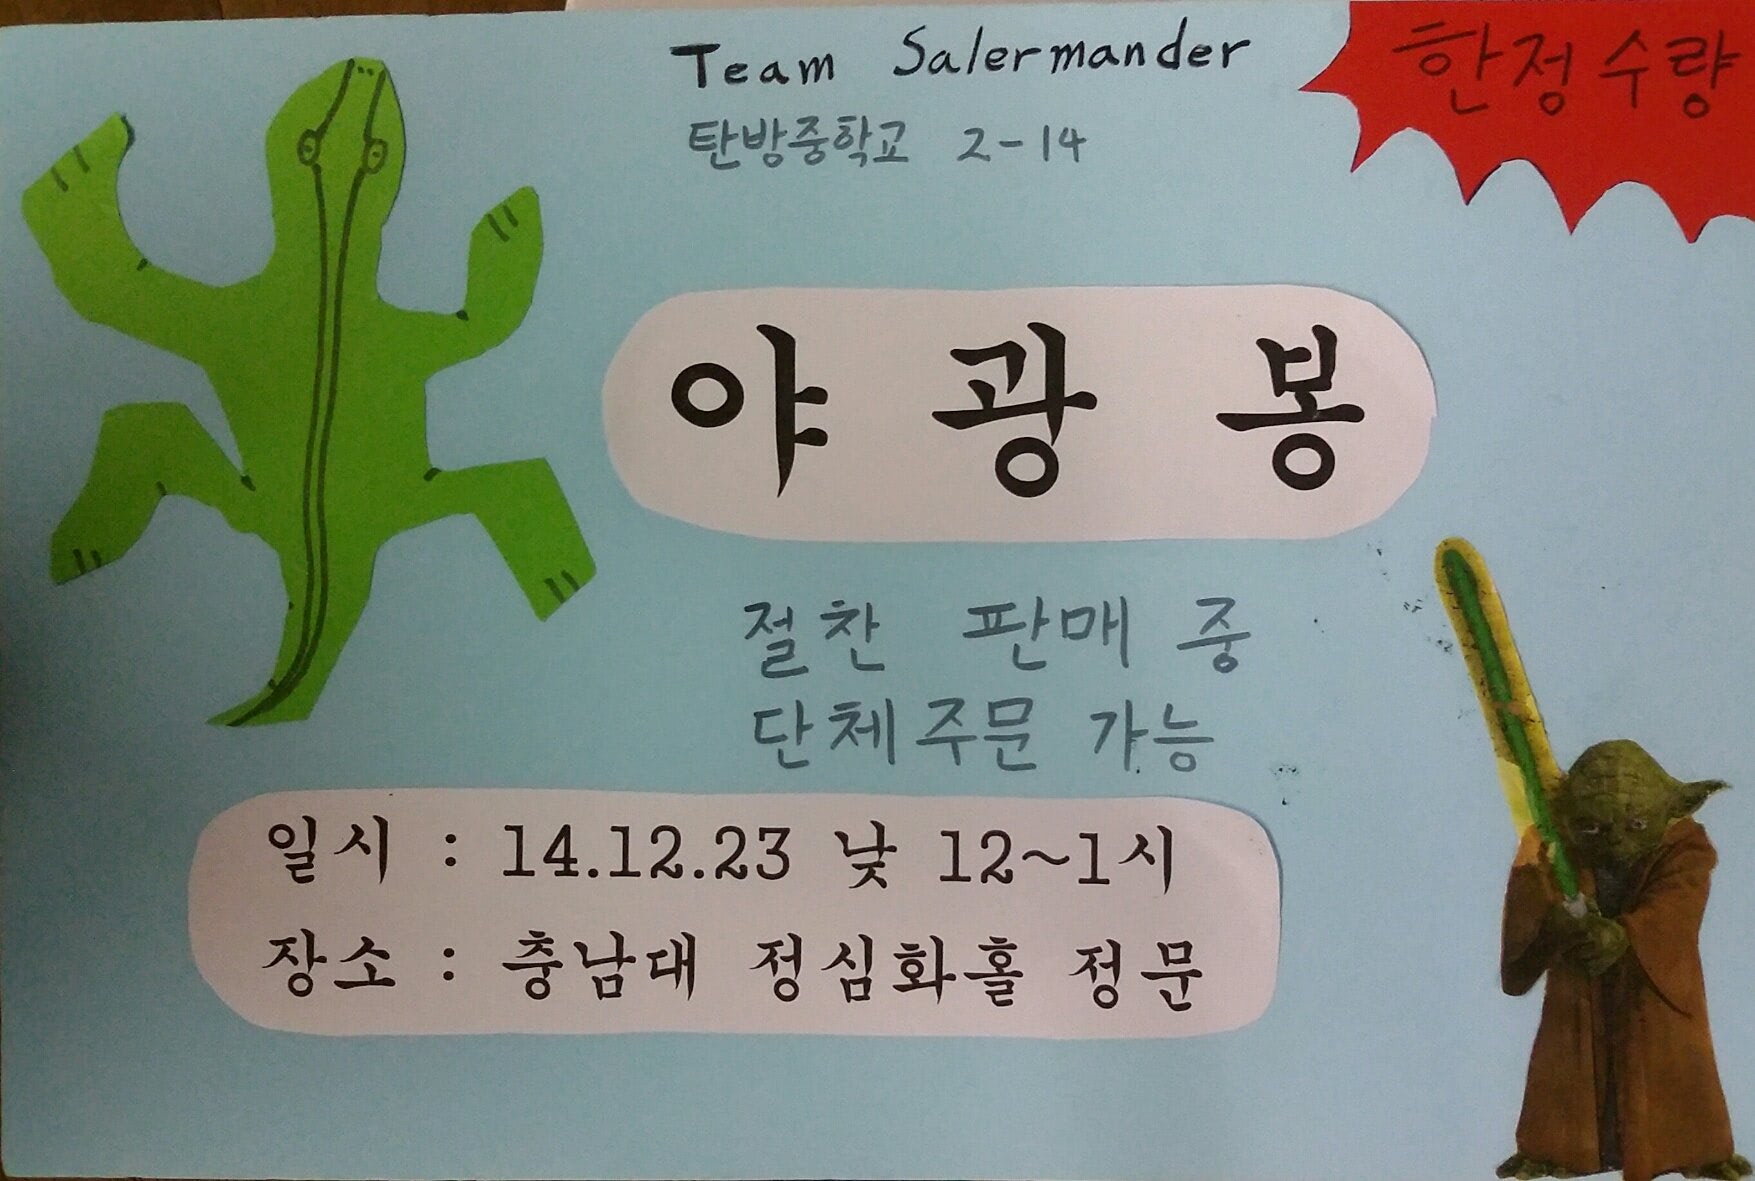 Team Salermander
한정수량
탄방중학교 2-14
야광봉
절찬 판매 중
단체주문 가능
일시 : 14.12.23 낮 12~1시
장소 : 충남대 정심화홀 정문